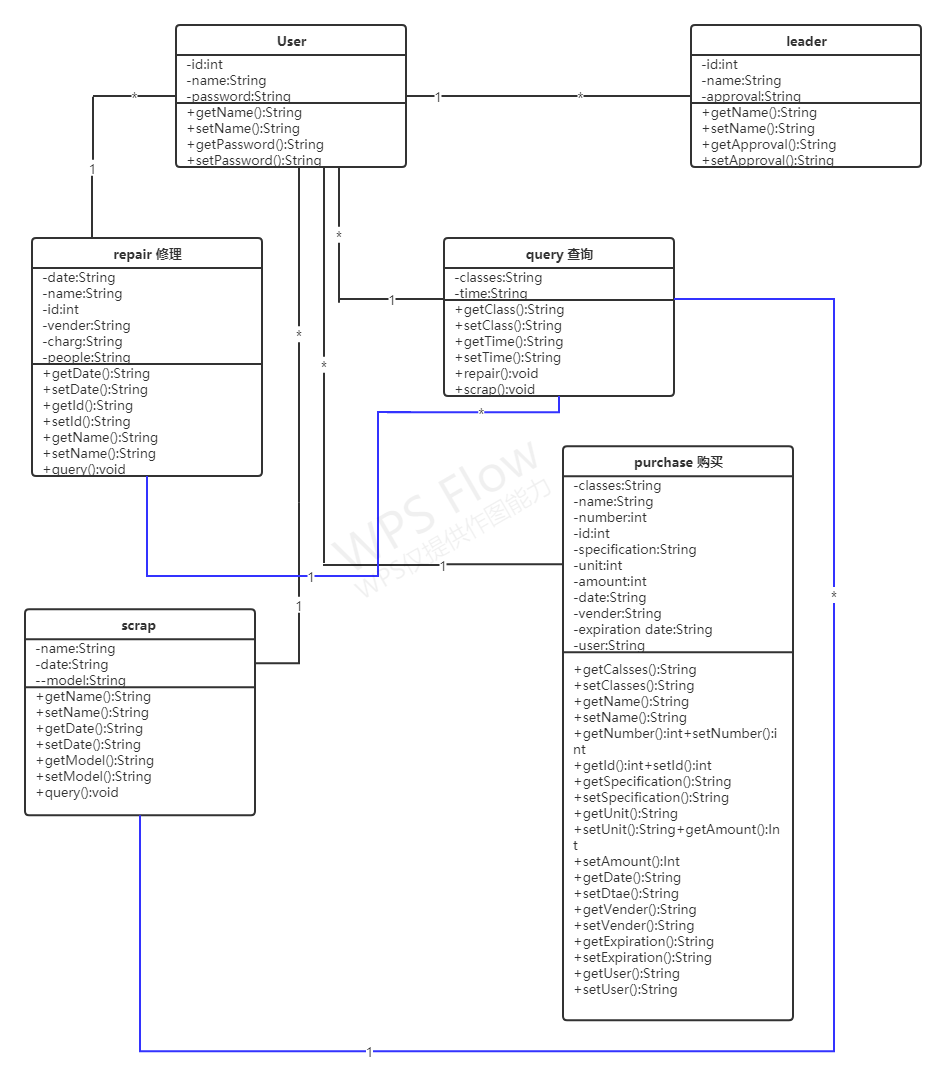 User
-id:int
-name:String
-password:String
+getName():String
+setName():String
+getPassword():String
+setPassword():String
leader
-id:int
-name:String
-approval:String
+getName():String
+setName():String
+getApproval():String
+setApproval():String
*
1
*
1
*
*
*
1
repair 修理
-date:String
-name:String
-id:int
-vender:String
-charg:String
-people:String
+getDate():String
+setDate():String
+getId():String
+setId():String
+getName():String
+setName():String
+query():void
query 查询
-classes:String
-time:String
+getClass():String
+setClass():String
+getTime():String
+setTime():String
+repair():void
+scrap():void
*
1
1
1
*
WPS Flow
WPS仅提供作图能力
purchase 购买
-classes:String
-name:String
-number:int
-id:int
-specification:String
-unit:int
-amount:int
-date:String
-vender:String
-expiration date:String
-user:String
+getCalsses():String
+setClasses():String
+getName():String
+setName():String
+getNumber():int+setNumber():i
nt
+getId():int+setId():int
+getSpecification():String
+setSpecification():String
+getUnit():String
+setUnit():String+getAmount():In
t
+setAmount():Int
+getDate():String
+setDtae():String
+getVender():String
+setVender():String
+getExpiration():String
+setExpiration():String
+getUser():String
+setUser():String
scrap
-name:String
-date:String
--model:String
+getName():String
+setName():String
+getDate():String
+setDate():String
+getModel():String
+setModel():String
+query():void
1